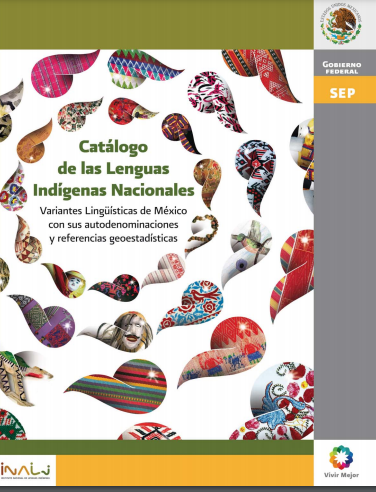 GOBIERNO
FEDERAL
SEP
Catálogo
de las Lenguas
Indígenas Nacionales
Variantes Lingüísticas de México
con sus autodenominaciones
y referencias geoestadísticas
inali
Vivir Mejor